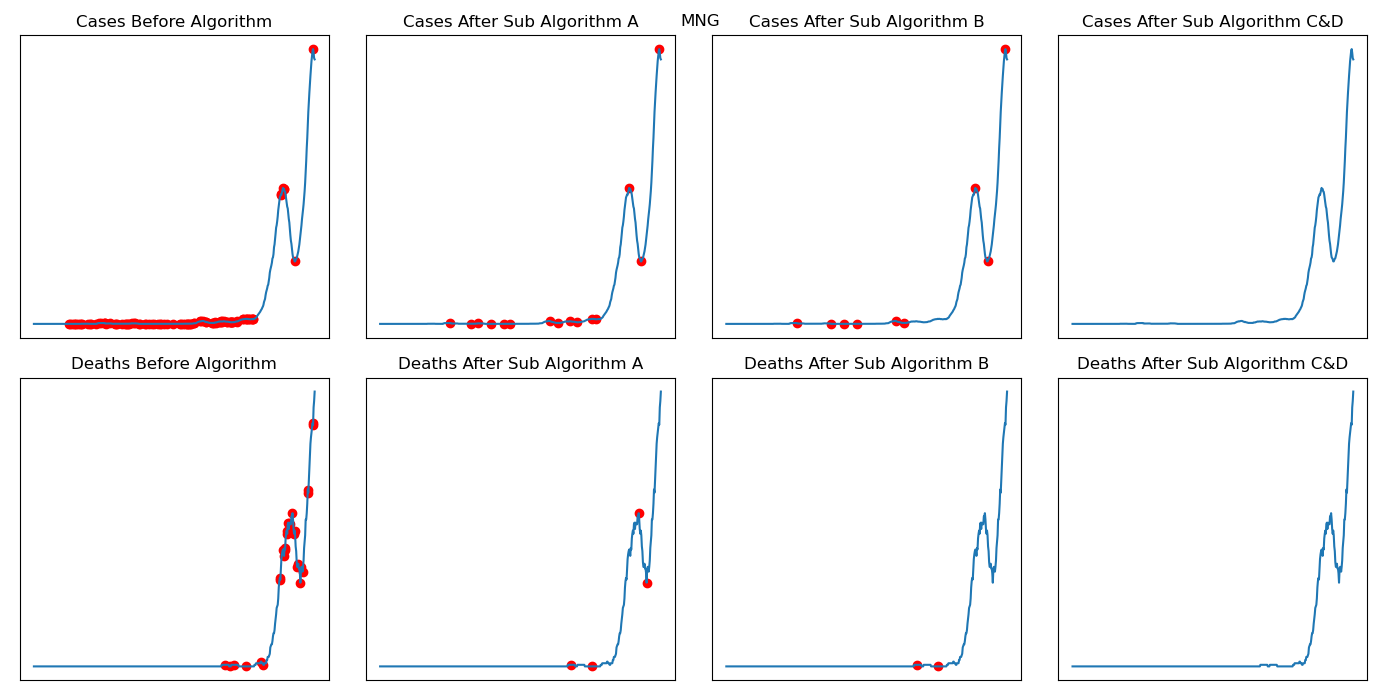 MNG
Cases Before Algorithm
Cases After Sub Algorithm A
Cases After Sub Algorithm B
Cases After Sub Algorithm C&D
Deaths Before Algorithm
Deaths After Sub Algorithm A
Deaths After Sub Algorithm B
Deaths After Sub Algorithm C&D